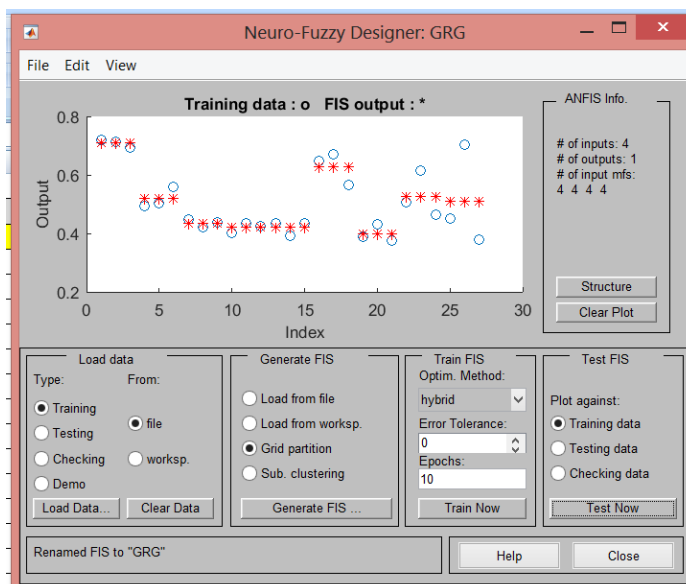 Neuro-Fuzzy Designer: GRG
File Edit View
Training data : o FIS output : *
0.8
0.6
0.4
0.2
Output
0 5 10 15 20 25 30
Index
ANFIS Info.
# of inputs: 4
# of outputs: 1
# of input mfs:
4 4 4 4
Structure
Clear Plot
Load data
Type: From:
Training
Testing
Checking
Demo
file
worksp.
Load Data... Clear Data
Generate FIS
Load from file
Load from worksp.
Grid partition
Sub. clustering
Generate FIS ...
Train FIS
Optim. Method:
hybrid
Error Tolerance:
0
Epochs:
10
Train Now
Test FIS
Plot against:
Training data
Testing data
Checking data
Test Now
Renamed FIS to "GRG"
Help Close